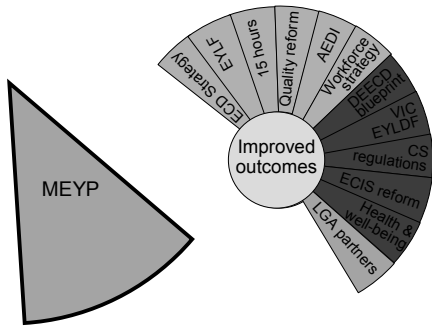 MEYP
ECD Strategy
EYLF
15 hours
Quality reform
AEDI
Workforce
strategy
DEECD
blueprint
VIC
EYLDF
CS
regulations
ECIS reform
Health &
well-being
LGA partners
Improved
outcomes